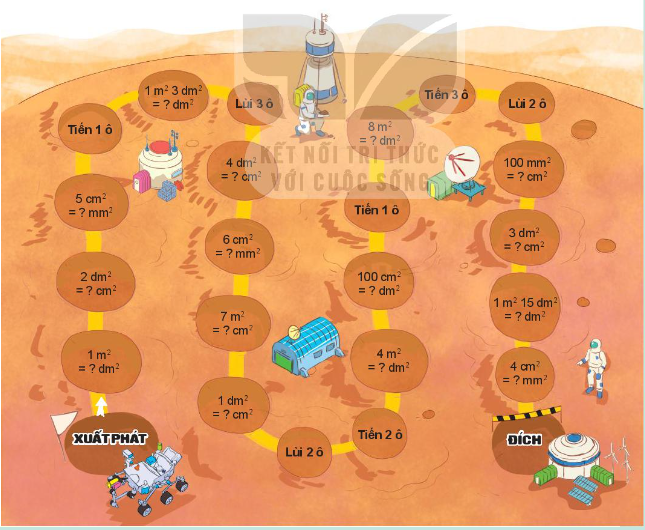 XUẤT PHÁT
1 m²
= ? dm²
2 dm²
= ? cm²
5 cm²
= ? mm²
Tiến 1 ô
1 m² 3 dm²
= ? dm²
Lùi 3 ô
4 dm²
= ? cm²
6 cm²
= ? mm²
7 m²
= ? cm²
1 dm²
= ? cm²
Lùi 2 ô
Tiến 2 ô
4 m²
= ? dm²
100 cm²
= ? dm²
Tiến 1 ô
8 m²
= ? dm²
Tiến 3 ô
Lùi 2 ô
100 mm²
= ? cm²
3 dm²
= ? cm²
1 m² 15 dm²
= ? dm²
4 cm²
= ? mm²
ĐÍCH
KẾT NỐI TRI THỨC
VỚI CUỘC SỐNG